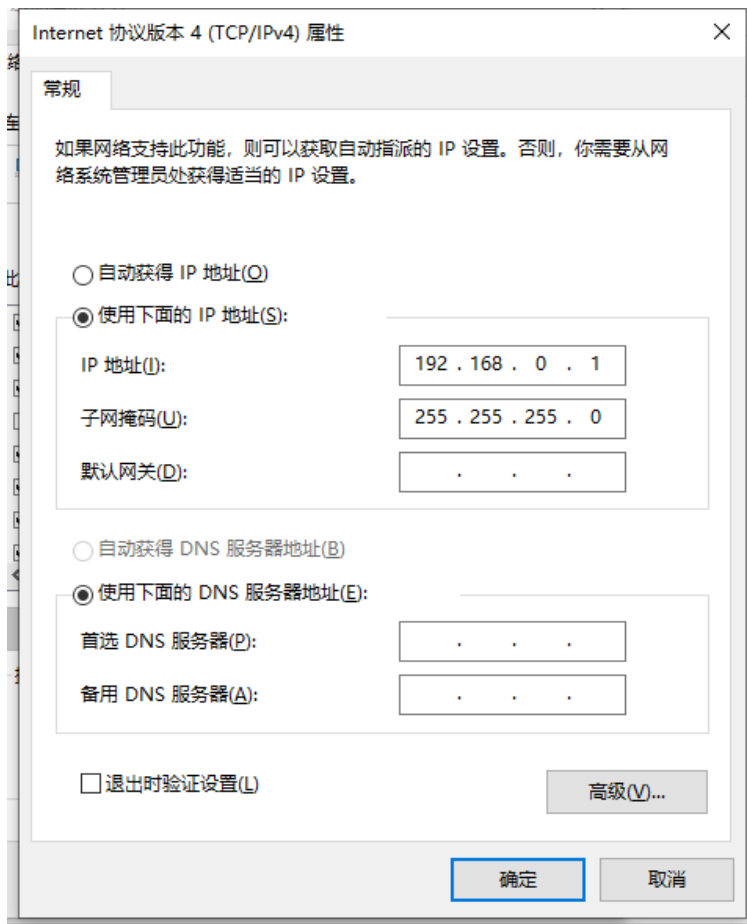 Internet 协议版本 4 (TCP/IPv4) 属性
常规
如果网络支持此功能，则可以获取自动指派的 IP 设置。否则，你需要从网
络系统管理员处获得适当的 IP 设置。
自动获得 IP 地址(O)
使用下面的 IP 地址(S):
IP 地址(I):
192 . 168 . 0 . 1
子网掩码(U):
255 . 255 . 255 . 0
默认网关(D):
. . .
自动获得 DNS 服务器地址(B)
使用下面的 DNS 服务器地址(E):
首选 DNS 服务器(P):
. . .
备用 DNS 服务器(A):
. . .
退出时验证设置(L)
高级(V)...
确定
取消